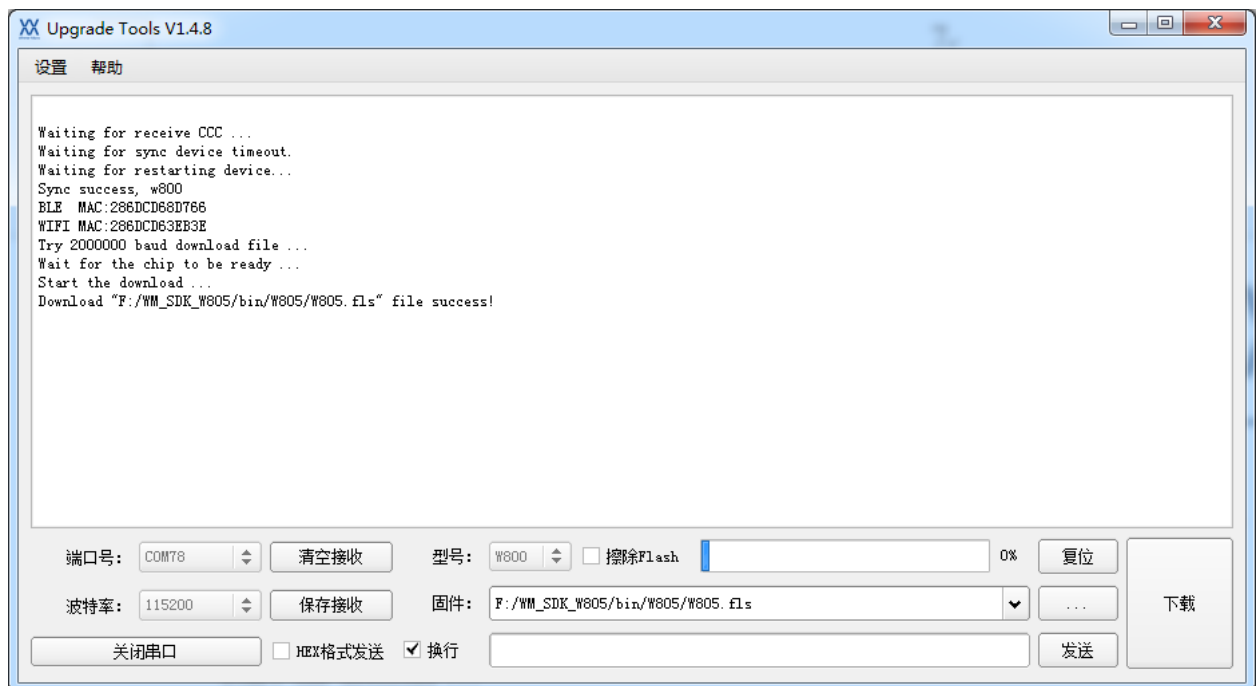 Upgrade Tools V1.4.8
设置 帮助
Waiting for receive CCC ...
Waiting for sync device timeout.
Waiting for restarting device...
Sync success, w800
BLE  MAC:286DCD68D766
WIFI MAC:286DCD63EB3E
Try 2000000 baud download file ...
Wait for the chip to be ready ...
Start the download ...
Download "F:/WM_SDK_W805/bin/W805/W805.fls" file success!
端口号: COM78 清空接收 型号: W800 擦除Flash 0% 复位
波特率: 115200 保存接收 固件: F:/WM_SDK_W805/bin/W805/W805.fls ... 下载
关闭串口 HEX格式发送 换行 发送